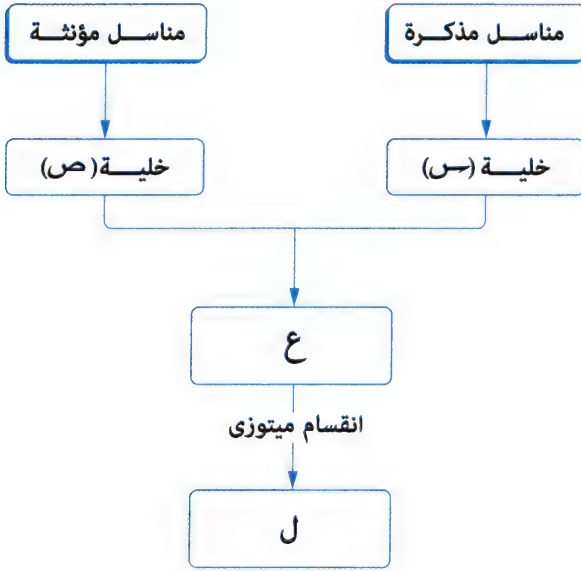 مناسل مذكرة
مناسل مؤنثة
خلية (س)
خلية (ص)
ع
انقسام ميتوزى
ل